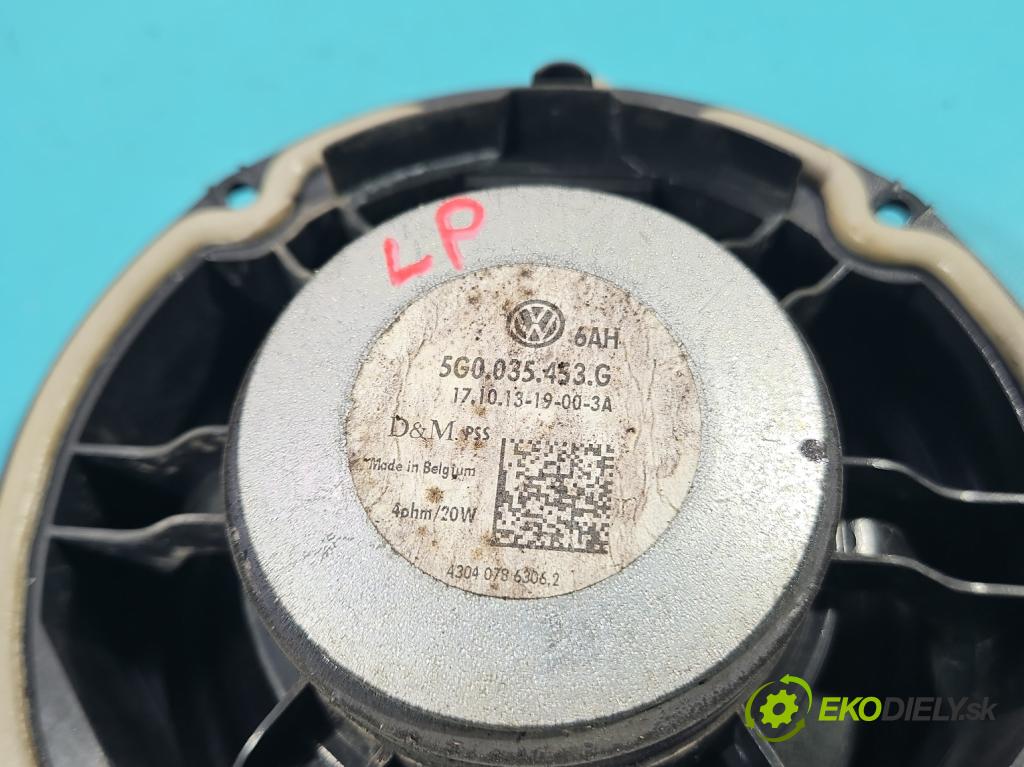 LP
VW 6AH
5G0.035.453.G
17.10.13-19-00-3A
D&M. PSS
Made in Belgium
4ohm/20W
4304 078 6306.2
EKODIELY.sk